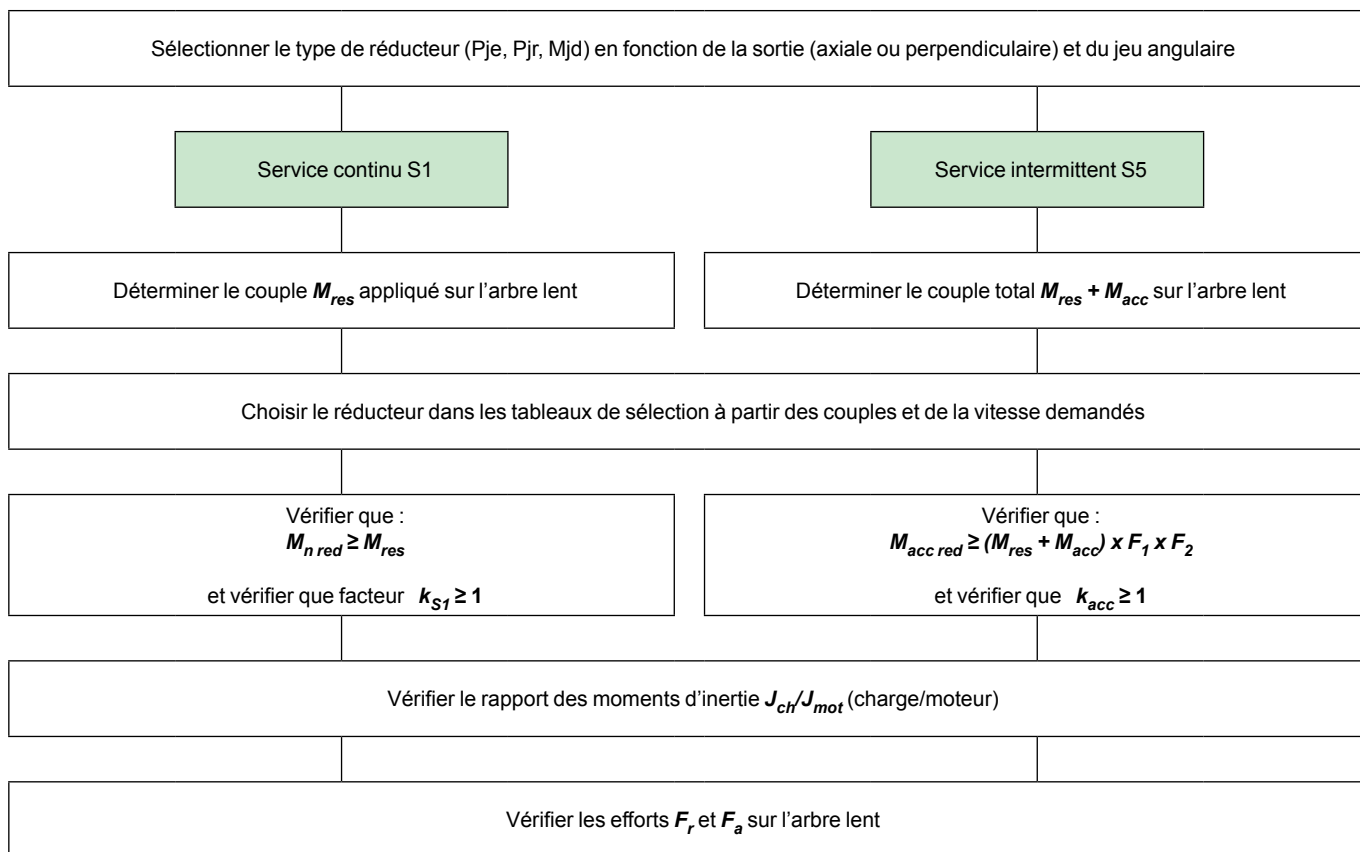 Sélectionner le type de réducteur (Pje, Pjr, Mjd) en fonction de la sortie (axiale ou perpendiculaire) et du jeu angulaire
Service continu S1
Service intermittent S5
Déterminer le couple M_res appliqué sur l'arbre lent
Déterminer le couple total M_res + M_acc sur l'arbre lent
Choisir le réducteur dans les tableaux de sélection à partir des couples et de la vitesse demandés
Vérifier que :
M_n red ≥ M_res
et vérifier que facteur k_S1 ≥ 1
Vérifier que :
M_acc red ≥ (M_res + M_acc) x F_1 x F_2
et vérifier que k_acc ≥ 1
Vérifier le rapport des moments d'inertie J_ch/J_mot (charge/moteur)
Vérifier les efforts F_r et F_a sur l'arbre lent